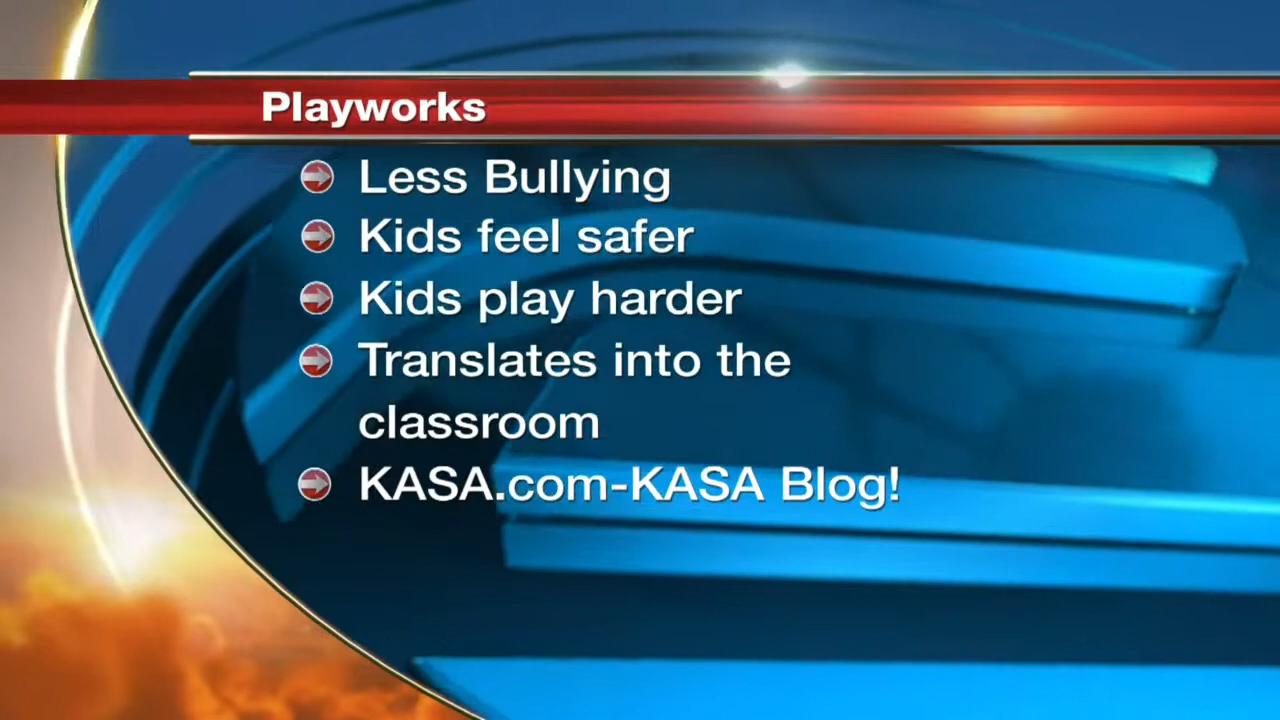 Playworks
Less Bullying
Kids feel safer
Kids play harder
Translates into the
classroom
KASA.com-KASA Blog!